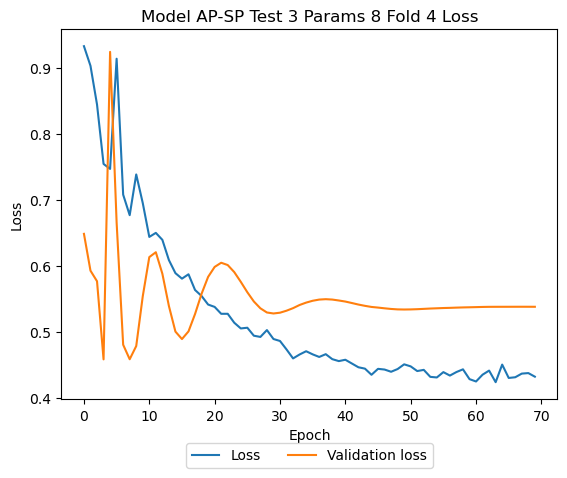 Model AP-SP Test 3 Params 8 Fold 4 Loss
Loss
0.9
0.8
0.7
0.6
0.5
0.4
0 10 20 30 40 50 60 70
Epoch
Loss Validation loss